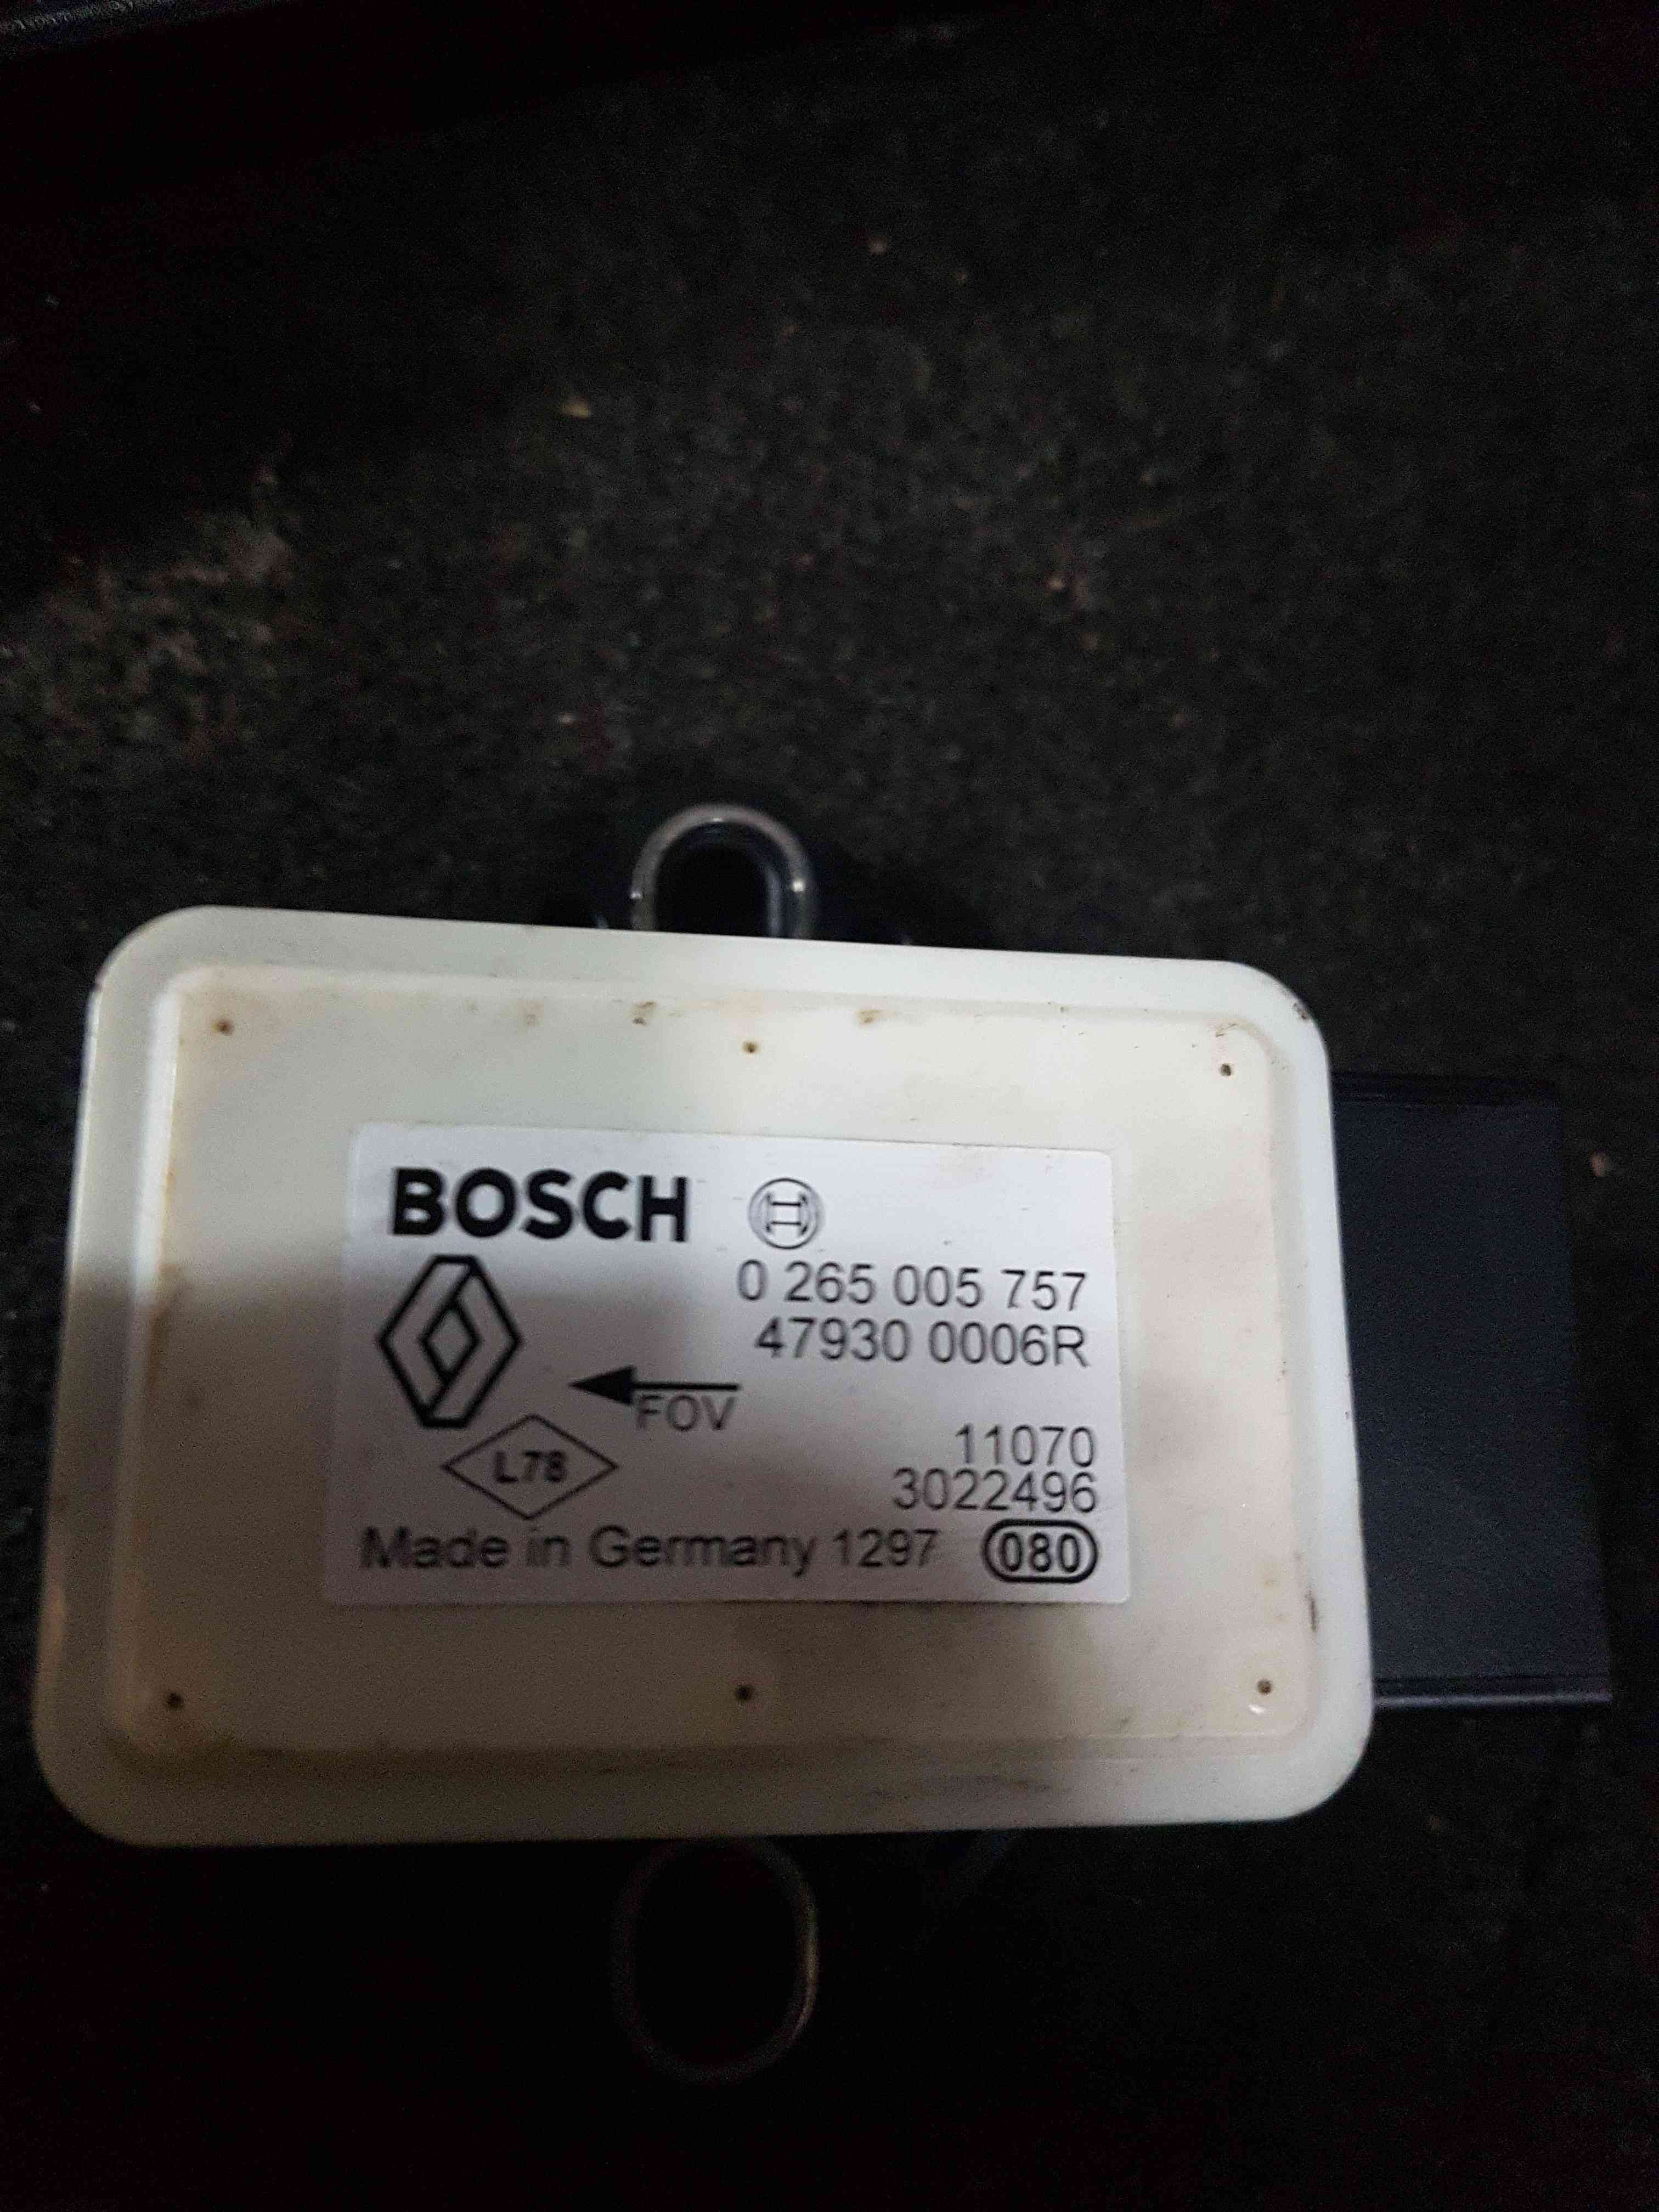 BOSCH
0 265 005 757
47930 0006R
FOV
11070
L78
3022496
Made in Germany 1297 080